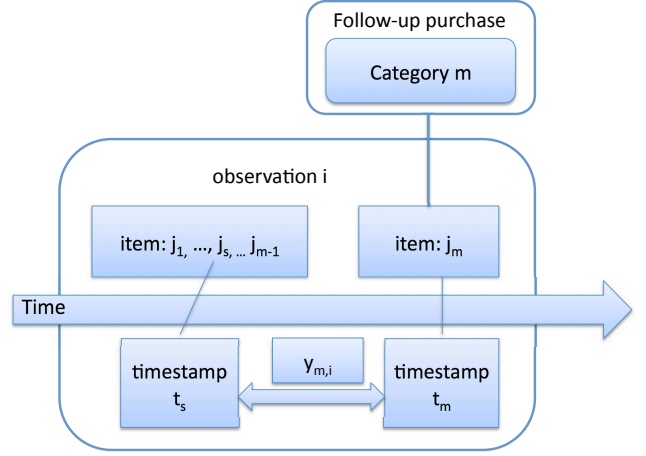 Follow-up purchase
Category m
observation i
item: j1, ..., js, ... jm-1
item: jm
Time
timestamp
ts
ym,i
timestamp
tm